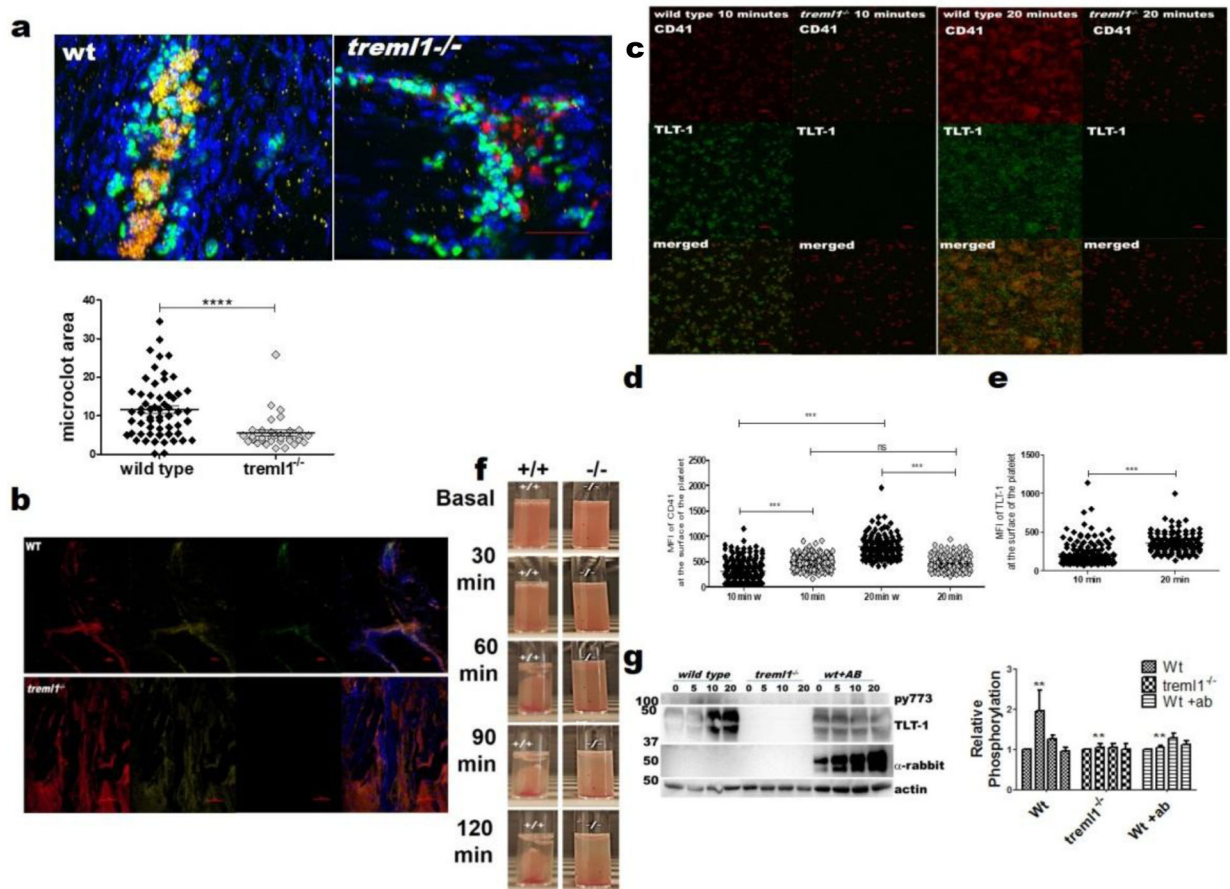 a
wt
treml1-/-
microclot area
****
40
30
20
10
0
wild type
treml1-/-
b
WT
treml1-/-
c
wild type 10 minutes
treml1-/- 10 minutes
wild type 20 minutes
treml1-/- 20 minutes
CD41
CD41
CD41
CD41
TLT-1
TLT-1
TLT-1
TLT-1
merged
merged
merged
merged
d
MFI of CD41
at the surface of the platelet
***
ns
***
***
2500
2000
1500
1000
500
0
10 min w
10 min
20 min w
20 min
e
MFI of TLT-1
at the surface of the platelet
***
1500
1000
500
0
10 min
20 min
f
+/+
-/-
Basal
+/+
-/-
30
min
+/+
-/-
60
min
+/+
-/-
90
min
+/+
-/-
120
min
+/+
-/-
g
wild type
treml1-/-
wt+AB
0 5 10 20
0 5 10 20
0 5 10 20
100
50
37
50
50
py773
TLT-1
α-rabbit
actin
Relative
Phosphorylation
3
2
1
0
**
**
**
Wt
treml1-/-
Wt +ab
Wt
treml1-/-
Wt +ab